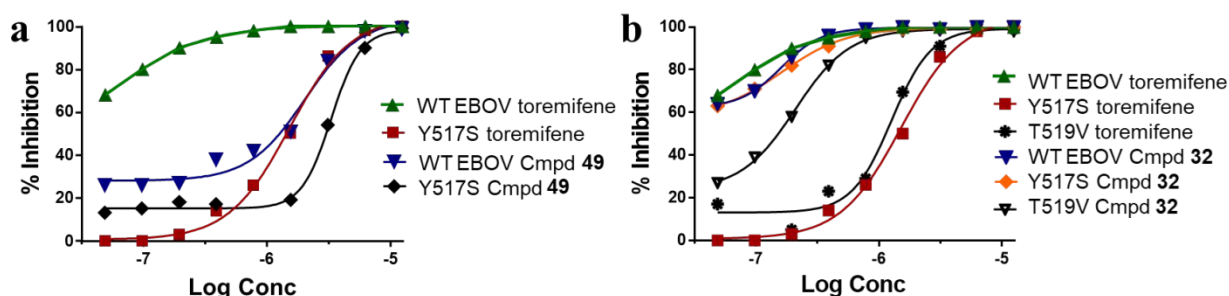 a
% Inhibition
100
80
60
40
20
0
-7
-6
-5
Log Conc
WT EBOV toremifene
Y517S toremifene
WT EBOV Cmpd 49
Y517S Cmpd 49
b
% Inhibition
100
80
60
40
20
0
-7
-6
-5
Log Conc
WT EBOV toremifene
Y517S toremifene
T519V toremifene
WT EBOV Cmpd 32
Y517S Cmpd 32
T519V Cmpd 32